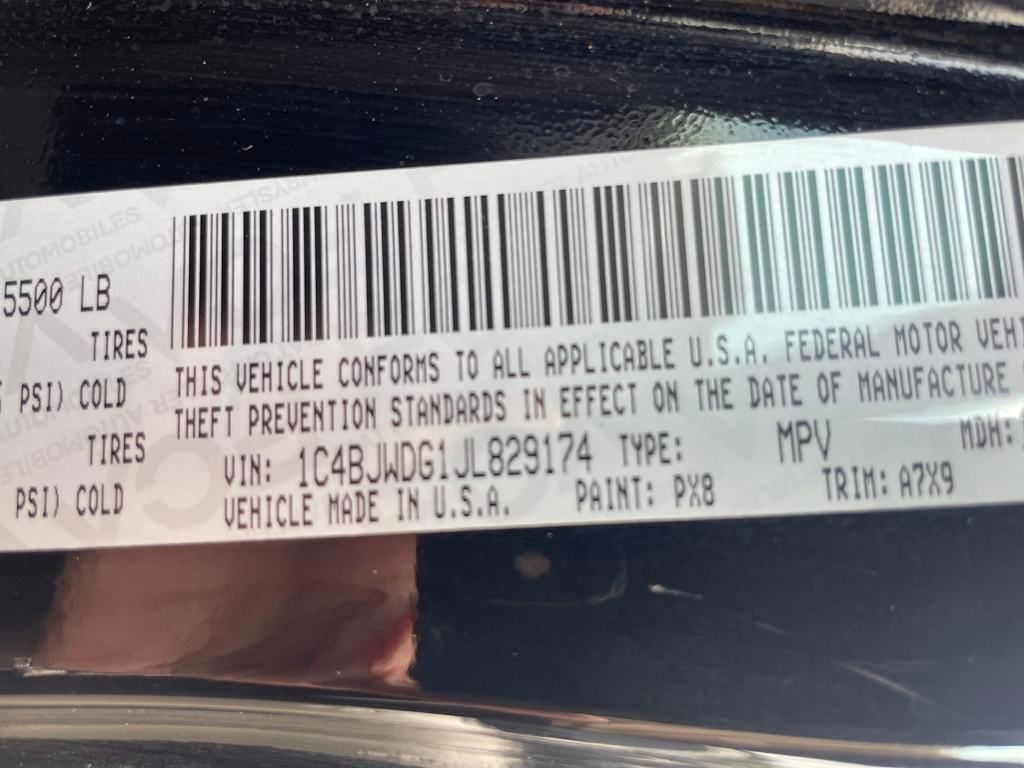 5500 LB
TIRES
PSI) COLD
TIRES
PSI) COLD
THIS VEHICLE CONFORMS TO ALL APPLICABLE U.S.A. FEDERAL MOTOR VEHI
THEFT PREVENTION STANDARDS IN EFFECT ON THE DATE OF MANUFACTURE
VIN: 1C4BJWDG1JL829174 TYPE: MPV MDH:
VEHICLE MADE IN U.S.A. PAINT: PX8 TRIM: A7X9